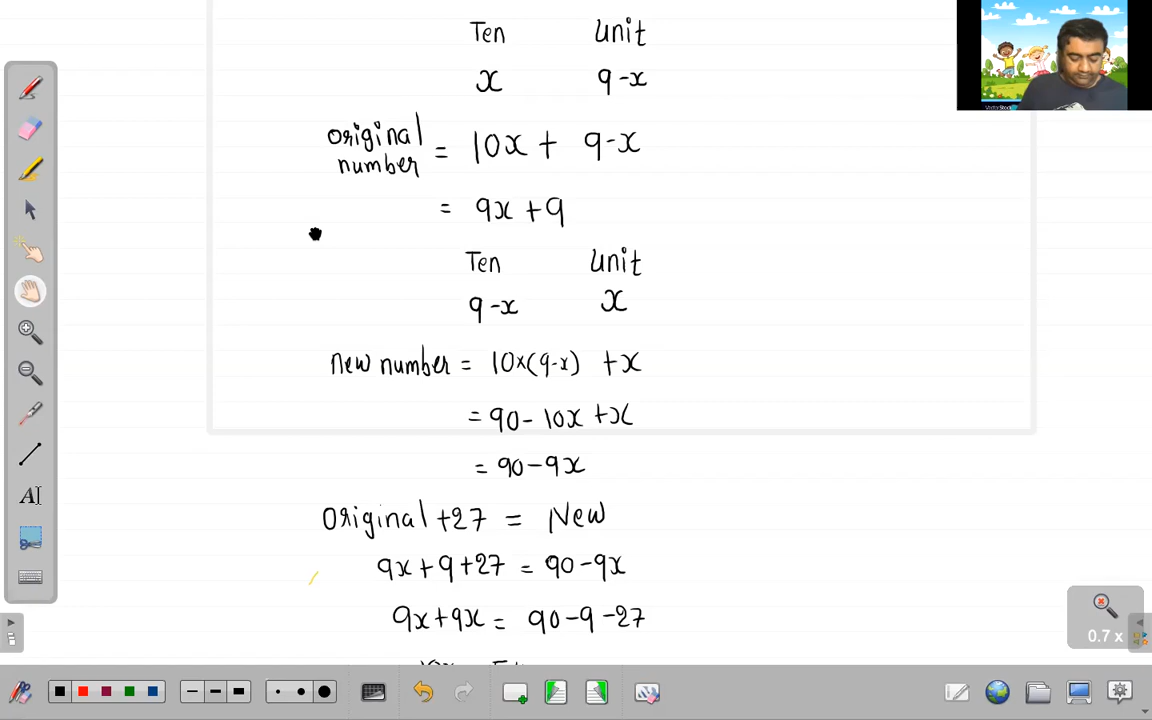 Ten Unit
x 9-x
original number = 10x + 9-x
= 9x + 9
Ten Unit
9-x x
new number = 10×(9-x) + x
= 90 - 10x + x
= 90 - 9x
Original + 27 = New
9x + 9 + 27 = 90 - 9x
9x + 9x = 90 - 9 - 27
0.7 x